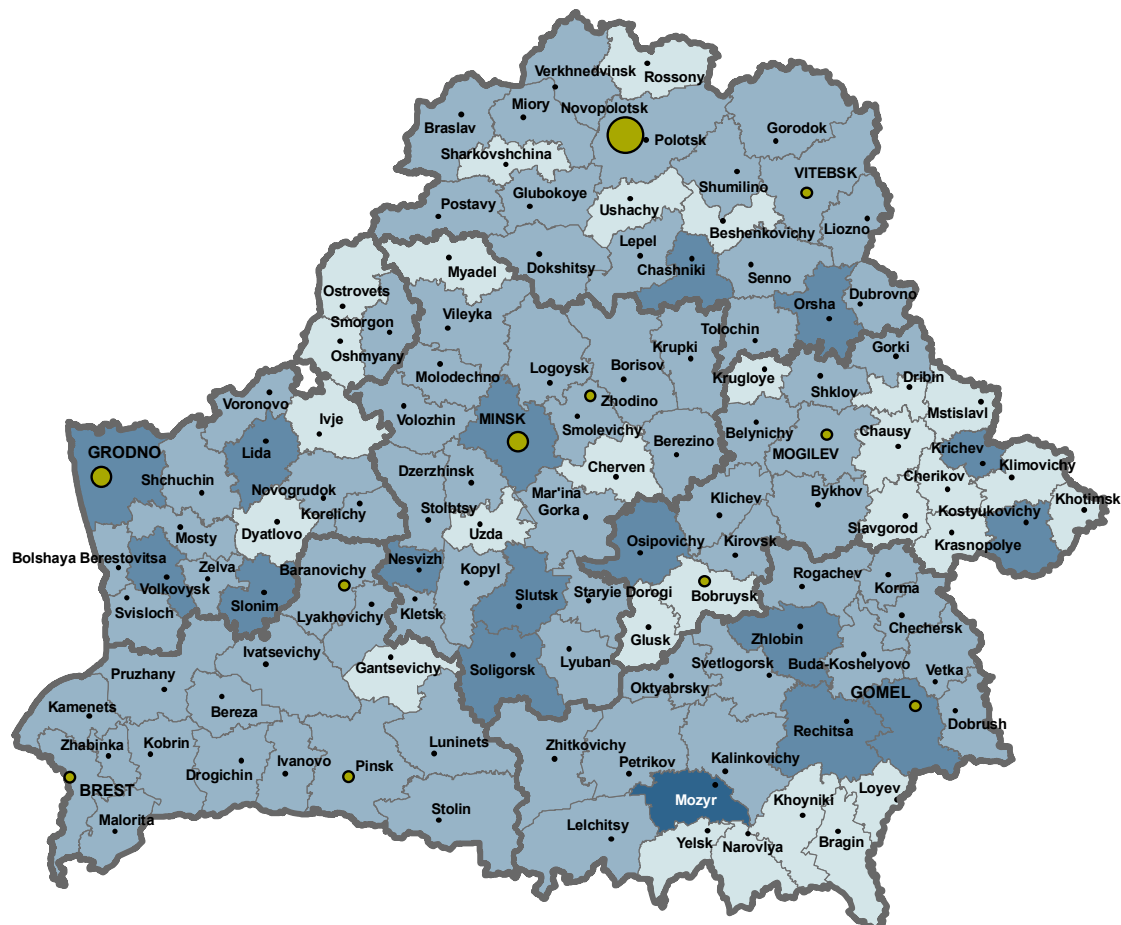 Verkhnedvinsk
Rossony
Miory
Novopolotsk
Braslav
Polotsk
Gorodok
Sharkovshchina
VITEBSK
Shumilino
Glubokoye
Postavy
Ushachy
Beshenkovichy
Liozno
Lepel
Myadel
Dokshitsy
Chashniki
Senno
Ostrovets
Dubrovno
Orsha
Smorgon
Vileyka
Tolochin
Oshmyany
Krupki
Gorki
Logoysk
Borisov
Molodechno
Krugloye
Shklov
Dribin
Voronovo
Zhodino
Mstislavl
Ivje
Volozhin
MINSK
Smolevichy
Belynichy
Chausy
Berezino
GRODNO
Lida
MOGILEV
Krichev
Klimovichy
Dzerzhinsk
Cherven
Cherikov
Shchuchin
Novogrudok
Mar'ina
Gorka
Klichev
Bykhov
Khotimsk
Stolbtsy
Korelichy
Kostyukovichy
Mosty
Dyatlovo
Uzda
Slavgorod
Krasnopolye
Bolshaya Berestovitsa
Zelva
Baranovichy
Nesvizh
Osipovichy
Kirovsk
Volkovysk
Kopyl
Rogachev
Korma
Svisloch
Slonim
Slutsk
Staryie Dorogi
Bobruysk
Lyakhovichy
Kletsk
Chechersk
Glusk
Zhlobin
Ivatsevichy
Gantsevichy
Soligorsk
Lyuban
Svetlogorsk
Buda-Koshelyovo
Vetka
Pruzhany
Oktyabrsky
GOMEL
Kamenets
Bereza
Dobrush
Rechitsa
Zhabinka
Kobrin
Luninets
Zhitkovichy
Drogichin
Ivanovo
Pinsk
Petrikov
Kalinkovichy
BREST
Loyev
Mozyr
Khoyniki
Malorita
Stolin
Lelchitsy
Yelsk
Narovlya
Bragin